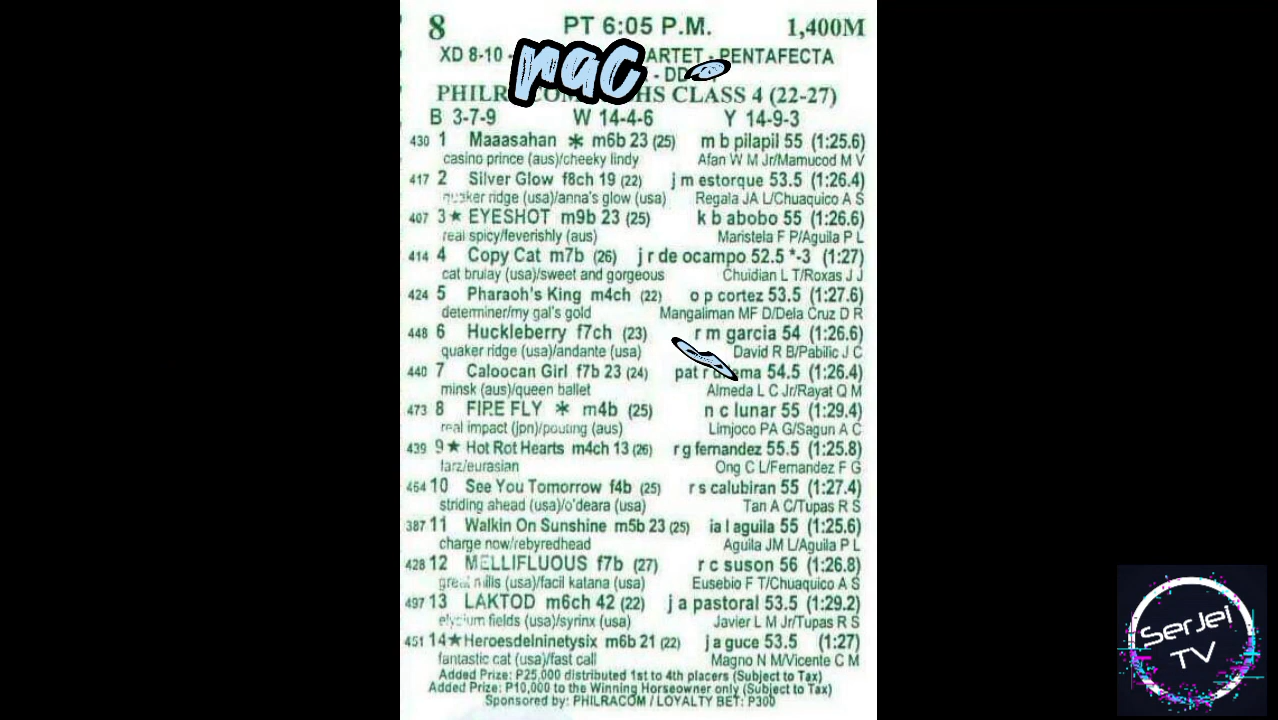 8 PT 6:05 P.M. 1,400M
XD 8-10 - ARTET - PENTAFECTA
rac
- DD
PHILR COM HS CLASS 4 (22-27)
B 3-7-9 W 14-4-6 Y 14-9-3
430 1 Maaasahan * m6b 23 (25) m b pilapil 55 (1:25.6)
casino prince (aus)/cheeky lindy Afan W M Jr/Mamucod M V
417 2 Silver Glow f8ch 19 (22) j m estorque 53.5 (1:26.4)
quaker ridge (usa)/anna's glow (usa) Regala JA L/Chuaquico A S
407 3★ EYESHOT m9b 23 (25) k b abobo 55 (1:26.6)
real spicy/feverishly (aus) Maristela F P/Aguila P L
414 4 Copy Cat m7b (26) j r de ocampo 52.5 *-3 (1:27)
cat brulay (usa)/sweet and gorgeous Chuidian L T/Roxas J J
424 5 Pharaoh's King m4ch (22) o p cortez 53.5 (1:27.6)
determiner/my gal's gold Mangaliman MF D/Dela Cruz D R
448 6 Huckleberry f7ch (23) r m garcia 54 (1:26.6)
quaker ridge (usa)/andante (usa) David R B/Pabilic J C
440 7 Caloocan Girl f7b 23 (24) pat r ema 54.5 (1:26.4)
minsk (aus)/queen ballet Almeda L C Jr/Rayat Q M
473 8 FIRE FLY * m4b (25) n c lunar 55 (1:29.4)
real impact (jpn)/pouting (aus) Limjoco PA G/Sagun A C
439 9★ Hot Rot Hearts m4ch 13 (26) r g fernandez 55.5 (1:25.8)
farz/eurasian Ong C L/Fernandez F G
464 10 See You Tomorrow f4b (25) r s calubiran 55 (1:27.4)
striding ahead (usa)/o'deara (usa) Tan A C/Tupas R S
387 11 Walkin On Sunshine m5b 23 (25) ia l aguila 55 (1:25.6)
charge now/rebyredhead Aguila JM L/Aguila P L
428 12 MELLIFLUOUS f7b (27) r c suson 56 (1:26.8)
great mills (usa)/facil katana (usa) Eusebio F T/Chuaquico A S
497 13 LAKTOD m6ch 42 (22) j a pastoral 53.5 (1:29.2)
elysium fields (usa)/syrinx (usa) Javier L M Jr/Tupas R S
451 14★Heroesdelninetysix m6b 21 (22) j a guce 53.5 (1:27)
fantastic cat (usa)/fast call Magno N M/Vicente C M
Added Prize: P25,000 distributed 1st to 4th placers (Subject to Tax)
Added Prize: P10,000 to the Winning Horseowner only (Subject to Tax)
Sponsored by: PHILRACOM / LOYALTY BET: P300
SerJei
TV